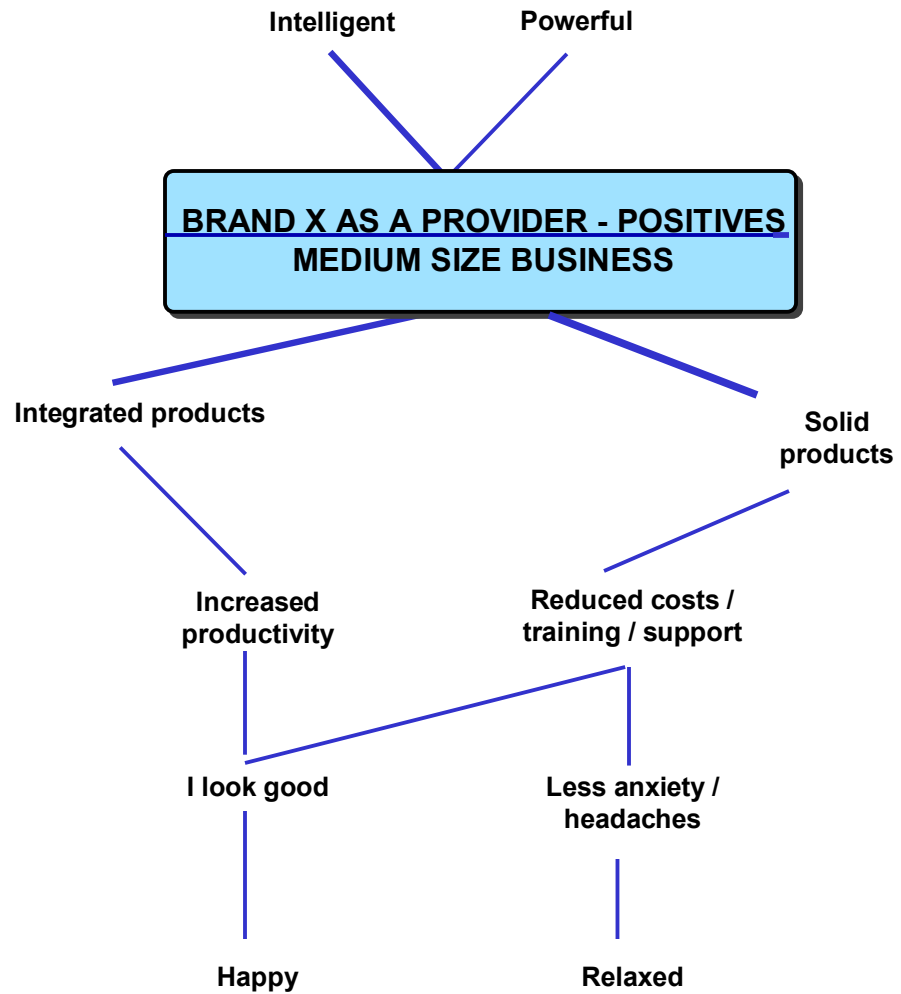 Intelligent
Powerful
BRAND X AS A PROVIDER - POSITIVES
MEDIUM SIZE BUSINESS
Integrated products
Solid
products
Increased
productivity
Reduced costs /
training / support
I look good
Less anxiety /
headaches
Happy
Relaxed